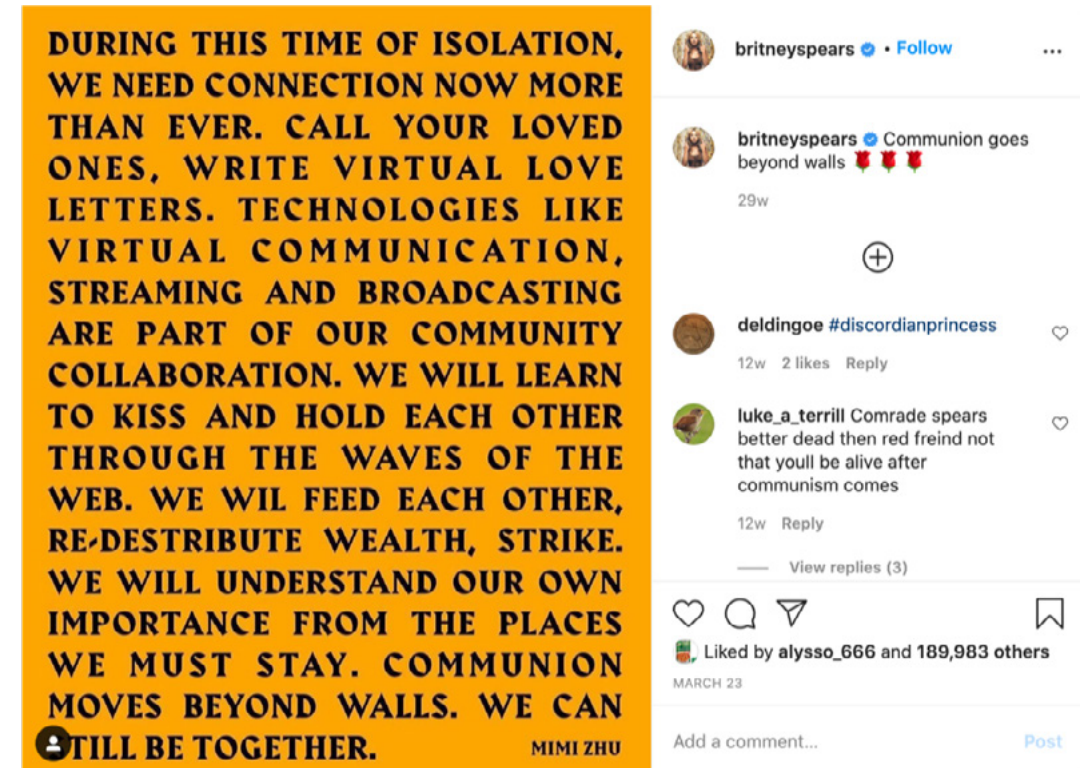 DURING THIS TIME OF ISOLATION,
WE NEED CONNECTION NOW MORE
THAN EVER. CALL YOUR LOVED
ONES, WRITE VIRTUAL LOVE
LETTERS. TECHNOLOGIES LIKE
VIRTUAL COMMUNICATION,
STREAMING AND BROADCASTING
ARE PART OF OUR COMMUNITY
COLLABORATION. WE WILL LEARN
TO KISS AND HOLD EACH OTHER
THROUGH THE WAVES OF THE
WEB. WE WIL FEED EACH OTHER,
RE-DESTRIBUTE WEALTH, STRIKE.
WE WILL UNDERSTAND OUR OWN
IMPORTANCE FROM THE PLACES
WE MUST STAY. COMMUNION
MOVES BEYOND WALLS. WE CAN
TILL BE TOGETHER.
MIMI ZHU
britneyspears • Follow
britneyspears Communion goes
beyond walls 🌹🌹🌹
29w
deldingoe #discordianprincess
12w 2 likes Reply
luke_a_terrill Comrade spears
better dead then red freind not
that youll be alive after
communism comes
12w Reply
View replies (3)
Liked by alysso_666 and 189,983 others
MARCH 23
Add a comment...
Post